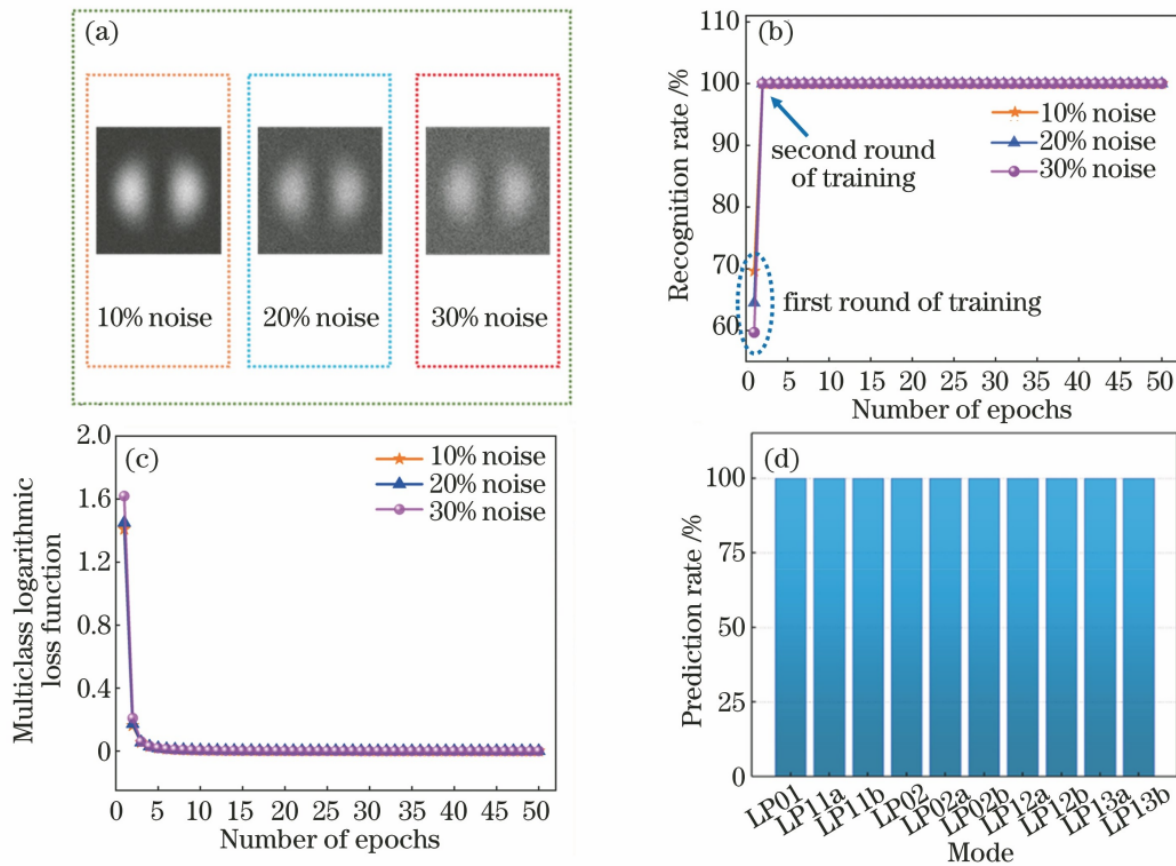 (a)
10% noise
20% noise
30% noise
(b)
Recognition rate /%
110
100
90
80
70
60
10% noise
20% noise
30% noise
second round
of training
first round of training
0 5 10 15 20 25 30 35 40 45 50
Number of epochs
(c)
Multiclass logarithmic
loss function
2.0
1.6
1.2
0.8
0.4
0
10% noise
20% noise
30% noise
0 5 10 15 20 25 30 35 40 45 50
Number of epochs
(d)
Prediction rate /%
100
75
50
25
0
LP01 LP11a LP11b LP02 LP02a LP02b LP12a LP12b LP13a LP13b
Mode